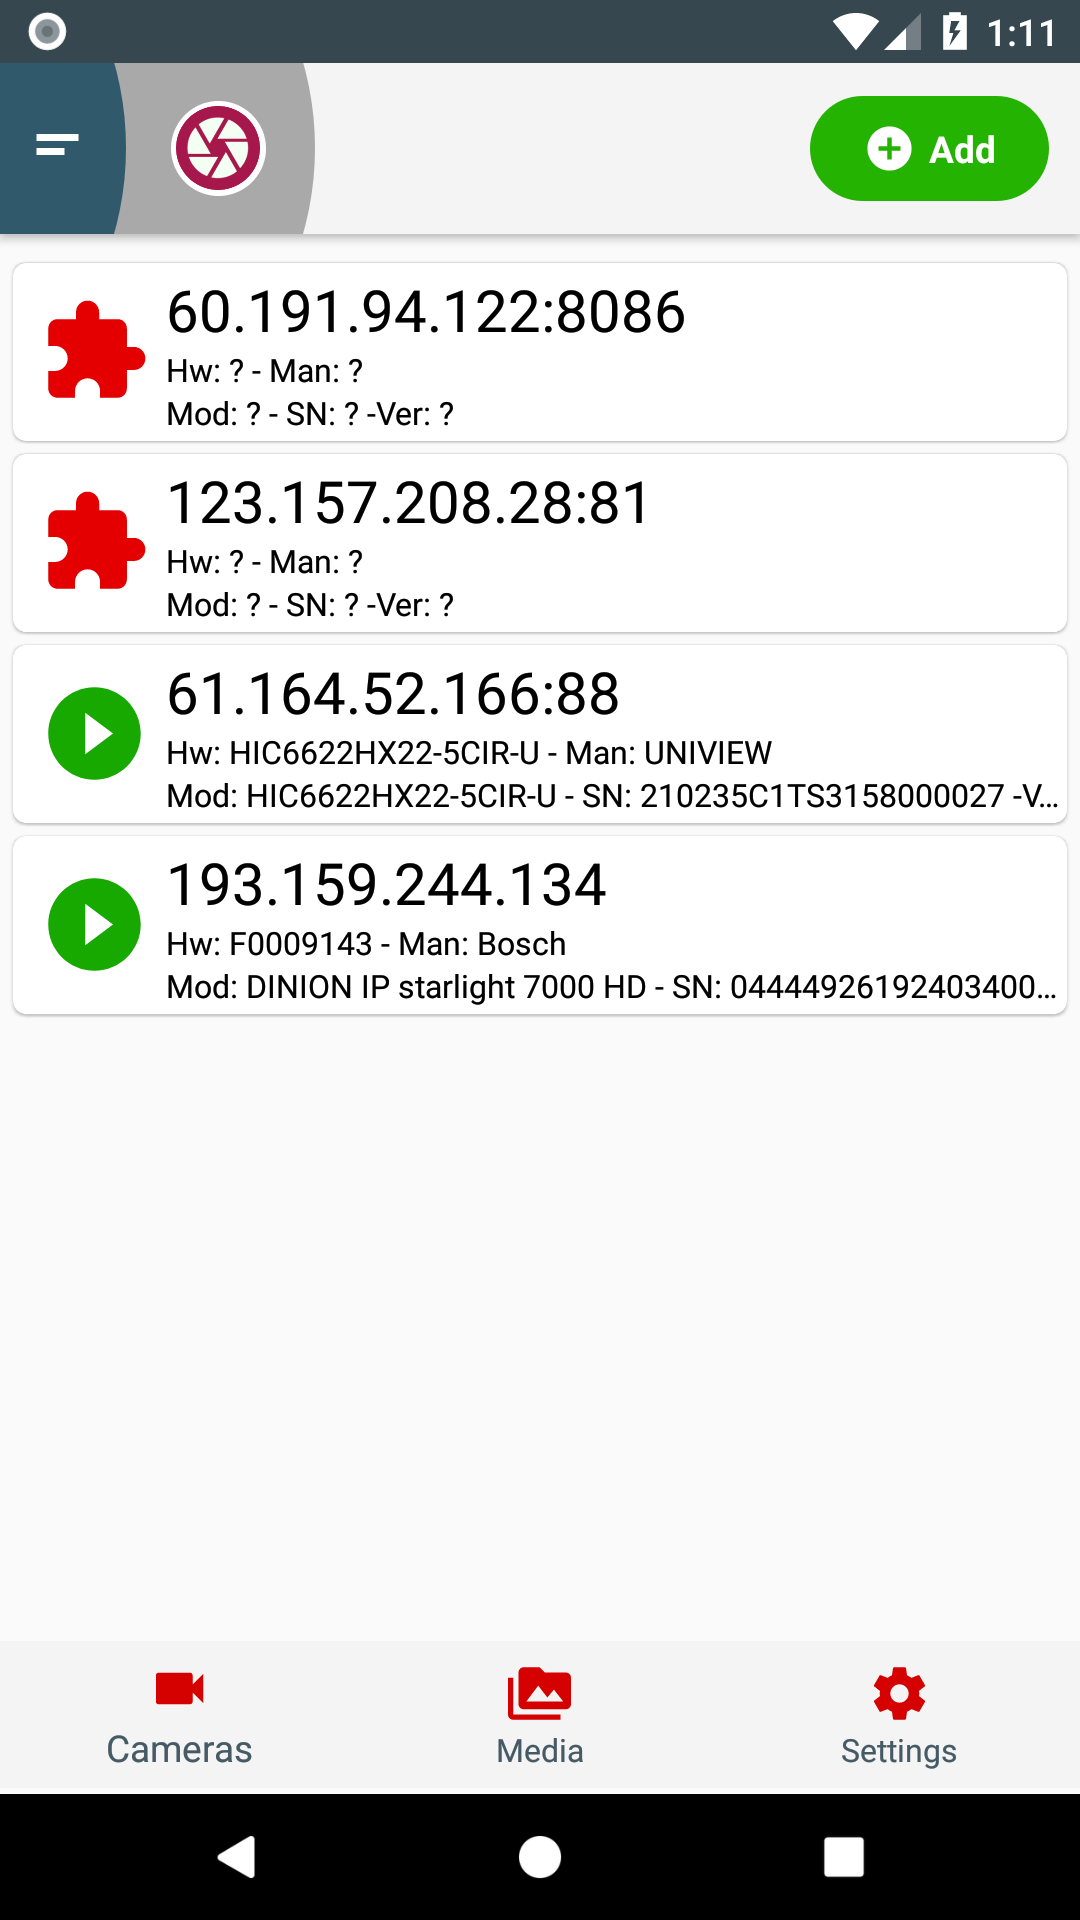 1:11
Add
60.191.94.122:8086
Hw: ? - Man: ?
Mod: ? - SN: ? -Ver: ?
123.157.208.28:81
Hw: ? - Man: ?
Mod: ? - SN: ? -Ver: ?
61.164.52.166:88
Hw: HIC6622HX22-5CIR-U - Man: UNIVIEW
Mod: HIC6622HX22-5CIR-U - SN: 210235C1TS3158000027 -V...
193.159.244.134
Hw: F0009143 - Man: Bosch
Mod: DINION IP starlight 7000 HD - SN: 04444926192403400...
Cameras
Media
Settings